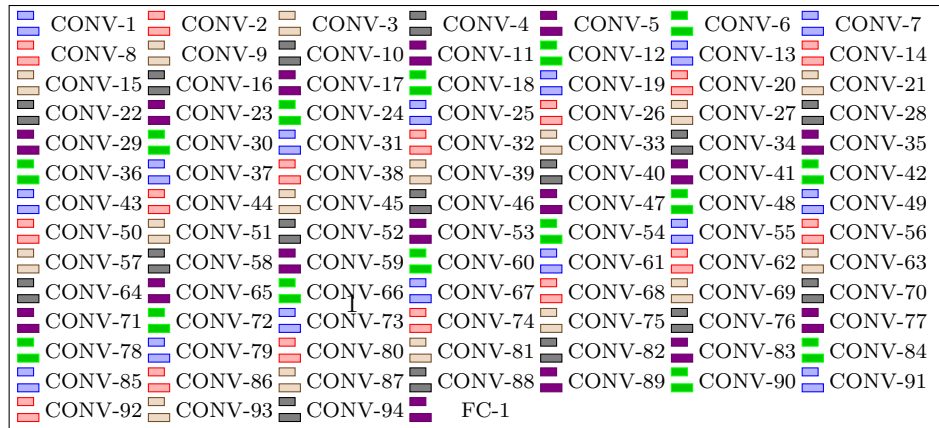 CONV-1 CONV-2 CONV-3 CONV-4 CONV-5 CONV-6 CONV-7
CONV-8 CONV-9 CONV-10 CONV-11 CONV-12 CONV-13 CONV-14
CONV-15 CONV-16 CONV-17 CONV-18 CONV-19 CONV-20 CONV-21
CONV-22 CONV-23 CONV-24 CONV-25 CONV-26 CONV-27 CONV-28
CONV-29 CONV-30 CONV-31 CONV-32 CONV-33 CONV-34 CONV-35
CONV-36 CONV-37 CONV-38 CONV-39 CONV-40 CONV-41 CONV-42
CONV-43 CONV-44 CONV-45 CONV-46 CONV-47 CONV-48 CONV-49
CONV-50 CONV-51 CONV-52 CONV-53 CONV-54 CONV-55 CONV-56
CONV-57 CONV-58 CONV-59 CONV-60 CONV-61 CONV-62 CONV-63
CONV-64 CONV-65 CONV-66 CONV-67 CONV-68 CONV-69 CONV-70
1
CONV-71 CONV-72 CONV-73 CONV-74 CONV-75 CONV-76 CONV-77
CONV-78 CONV-79 CONV-80 CONV-81 CONV-82 CONV-83 CONV-84
CONV-85 CONV-86 CONV-87 CONV-88 CONV-89 CONV-90 CONV-91
CONV-92 CONV-93 CONV-94 FC-1